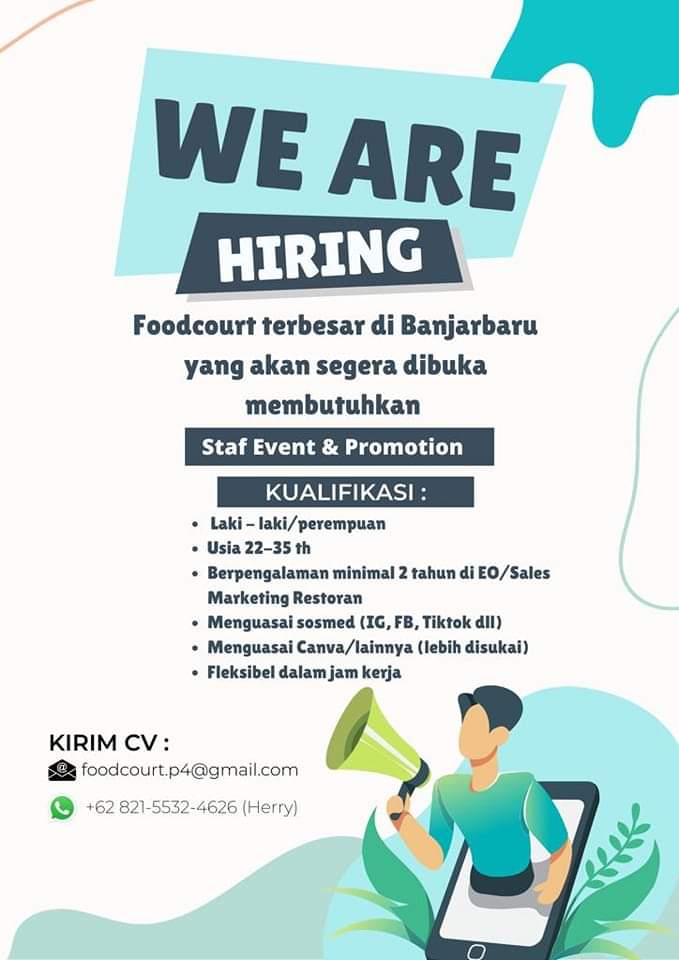 WE ARE
HIRING
Foodcourt terbesar di Banjarbaru
yang akan segera dibuka
membutuhkan
Staf Event & Promotion
KUALIFIKASI :
• Laki - laki/perempuan
• Usia 22-35 th
• Berpengalaman minimal 2 tahun di EO/Sales
Marketing Restoran
• Menguasai sosmed (IG, FB, Tiktok dll)
• Menguasai Canva/lainnya (lebih disukai)
• Fleksibel dalam jam kerja
KIRIM CV :
@ foodcourt.p4@gmail.com
+62 821-5532-4626 (Herry)